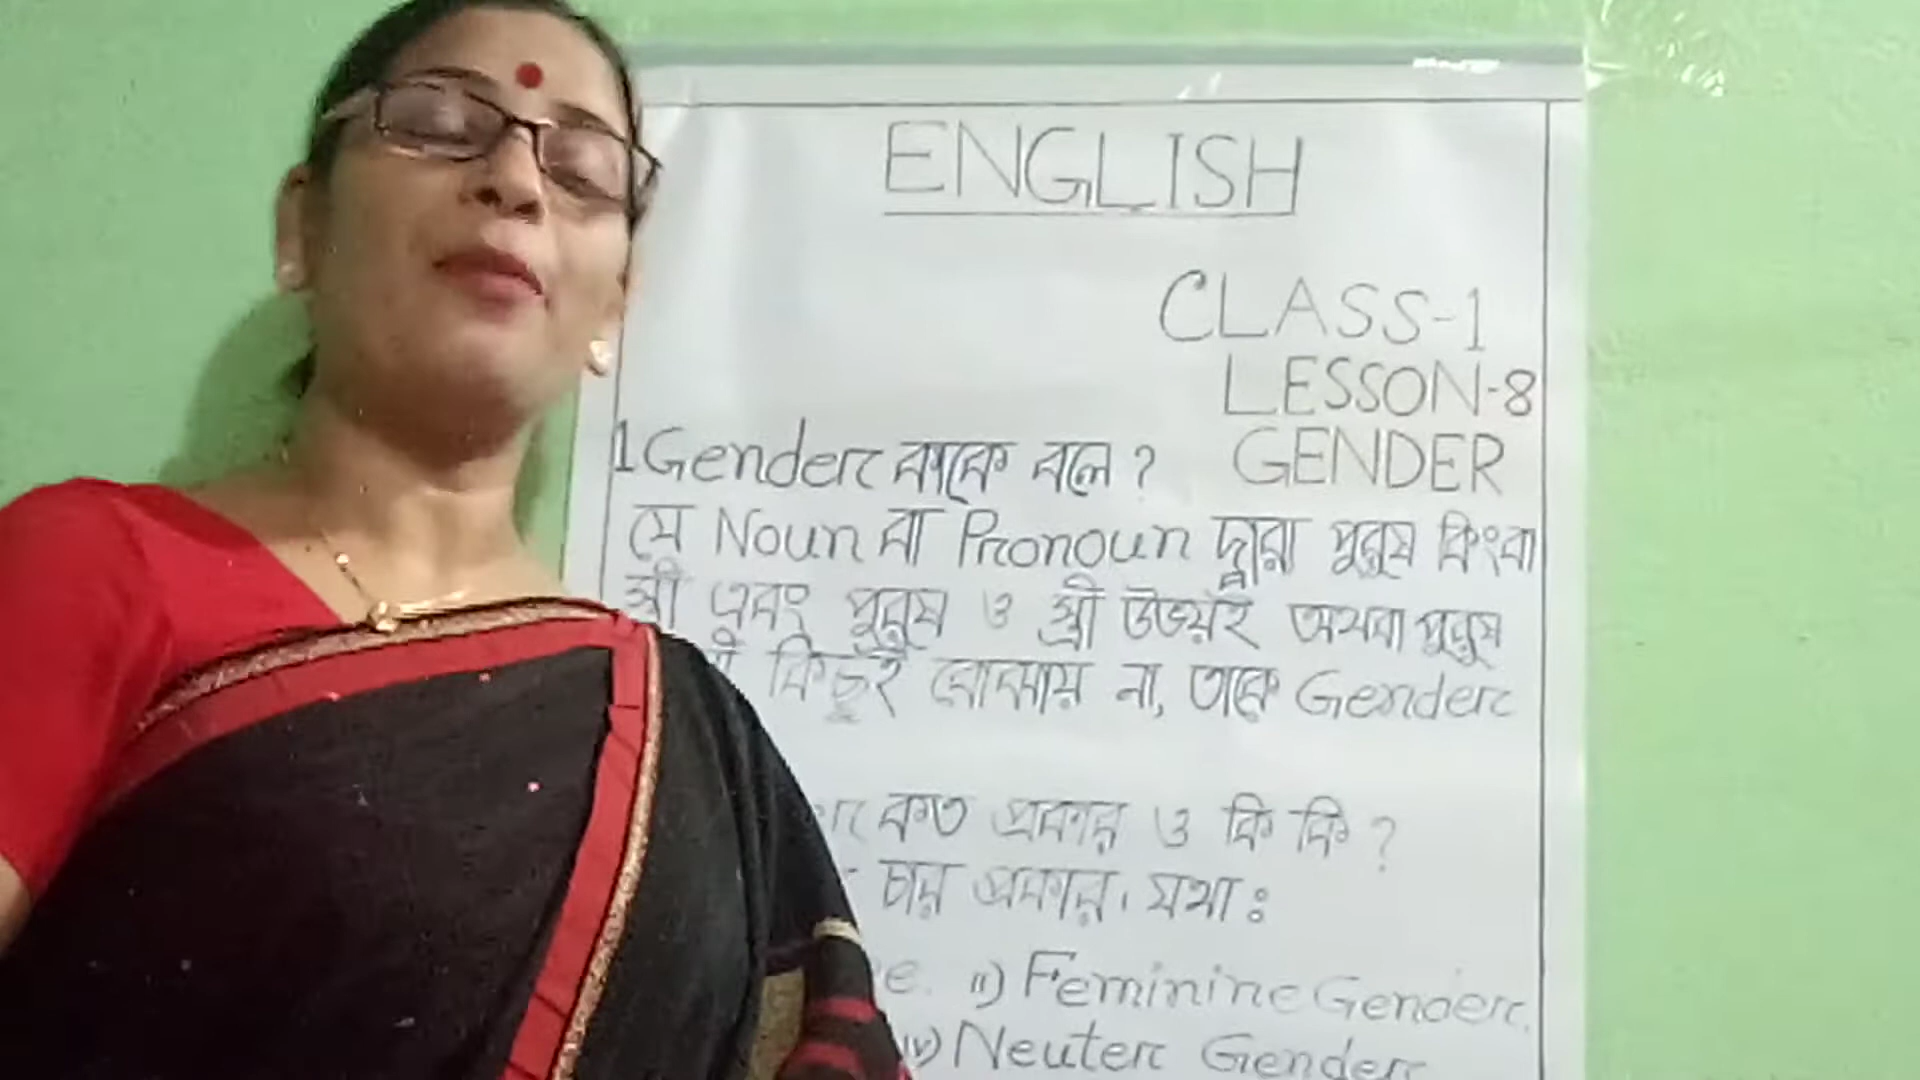 ENGLISH
CLASS-1
LESSON-8
GENDER
1 Gender কাকে বলে ?
যে Noun বা Pronoun দ্বারা পুরুষ কিংবা
স্ত্রী এবং পুরুষ ও স্ত্রী উভয়ই অথবা পুরুষ
কিছুই বোঝায় না, তাকে Gender
কত প্রকার ও কি কি ?
চার প্রকার। যথা ঃ
ii) Feminine Gender.
iv) Neuter Gender